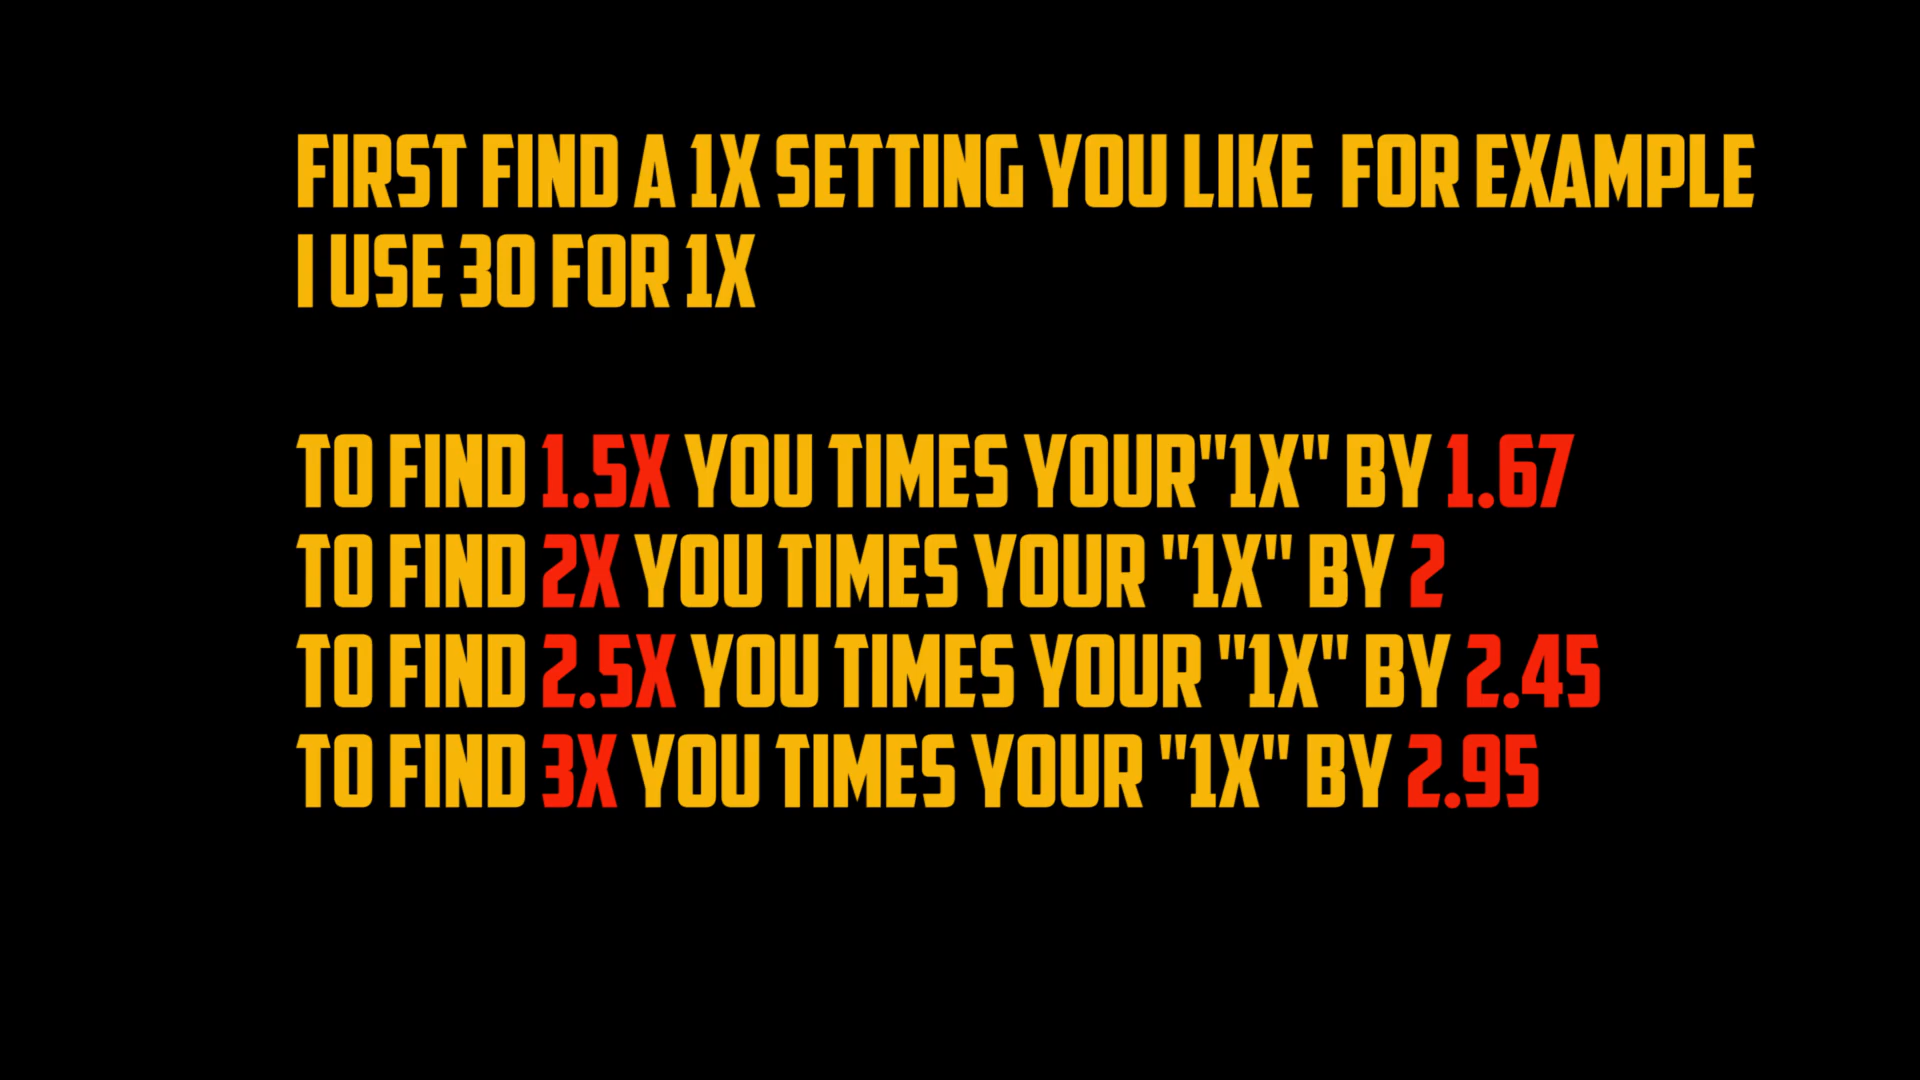 FIRST FIND A 1X SETTING YOU LIKE  FOR EXAMPLE
I USE 30 FOR 1X
TO FIND 1.5X YOU TIMES YOUR"1X" BY 1.67
TO FIND 2X YOU TIMES YOUR "1X" BY 2
TO FIND 2.5X YOU TIMES YOUR "1X" BY 2.45
TO FIND 3X YOU TIMES YOUR "1X" BY 2.95